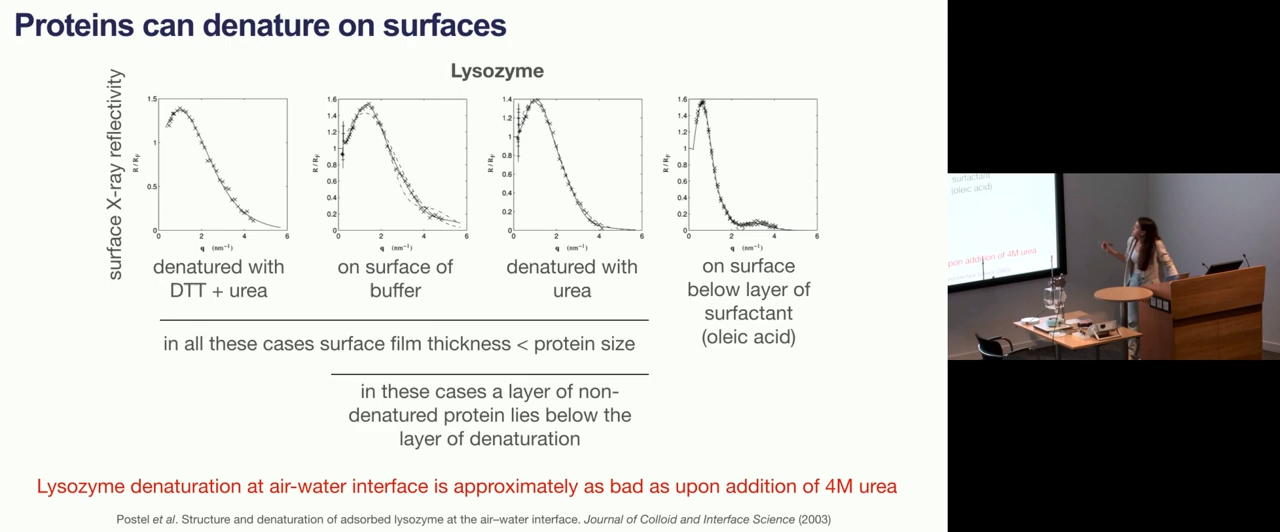 Proteins can denature on surfaces
Lysozyme
surface X-ray reflectivity
1.5
1
0.5
0
R / R_F
0
2
4
6
q (nm⁻¹)
1.6
1.4
1.2
1
0.8
0.6
0.4
0.2
0
R / R_F
0
2
4
6
q (nm⁻¹)
1.4
1.2
1
0.8
0.6
0.4
0.2
0
R / R_F
0
2
4
6
q (nm⁻¹)
1.6
1.4
1.2
1
0.8
0.6
0.4
0.2
0
R / R_F
0
2
4
6
q (nm⁻¹)
denatured with
DTT + urea
on surface of
buffer
denatured with
urea
on surface
below layer of
surfactant
(oleic acid)
in all these cases surface film thickness < protein size
in these cases a layer of non-
denatured protein lies below the
layer of denaturation
Lysozyme denaturation at air-water interface is approximately as bad as upon addition of 4M urea
Postel et al. Structure and denaturation of adsorbed lysozyme at the air–water interface. Journal of Colloid and Interface Science (2003)
surfactant
(oleic acid)
pon addition of 4M urea